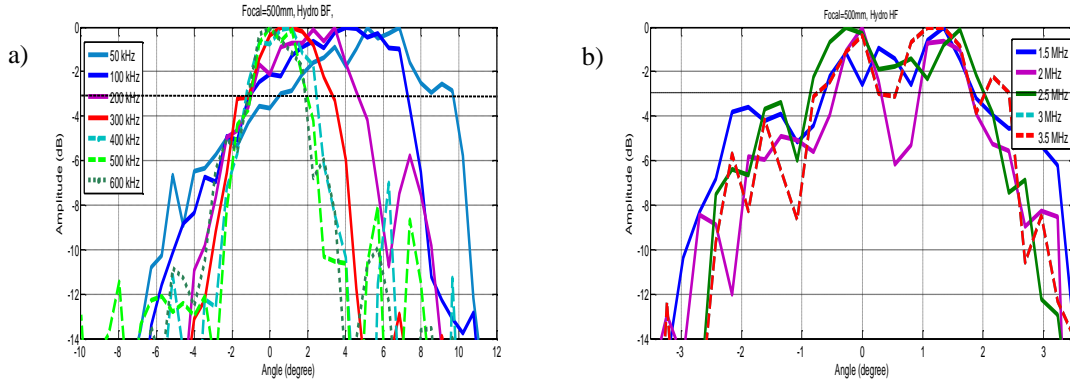 a)
Focal=500mm, Hydro BF,
Amplitude (dB)
0
-2
-4
-6
-8
-10
-12
-14
50 kHz
100 kHz
200 kHz
300 kHz
400 kHz
500 kHz
600 kHz
-10 -8 -6 -4 -2 0 2 4 6 8 10 12
Angle (degree)
b)
Focal=500mm, Hydro HF
Amplitude (dB)
0
-2
-4
-6
-8
-10
-12
-14
1.5 MHz
2 MHz
2.5 MHz
3 MHz
3.5 MHz
-3 -2 -1 0 1 2 3
Angle (degree)